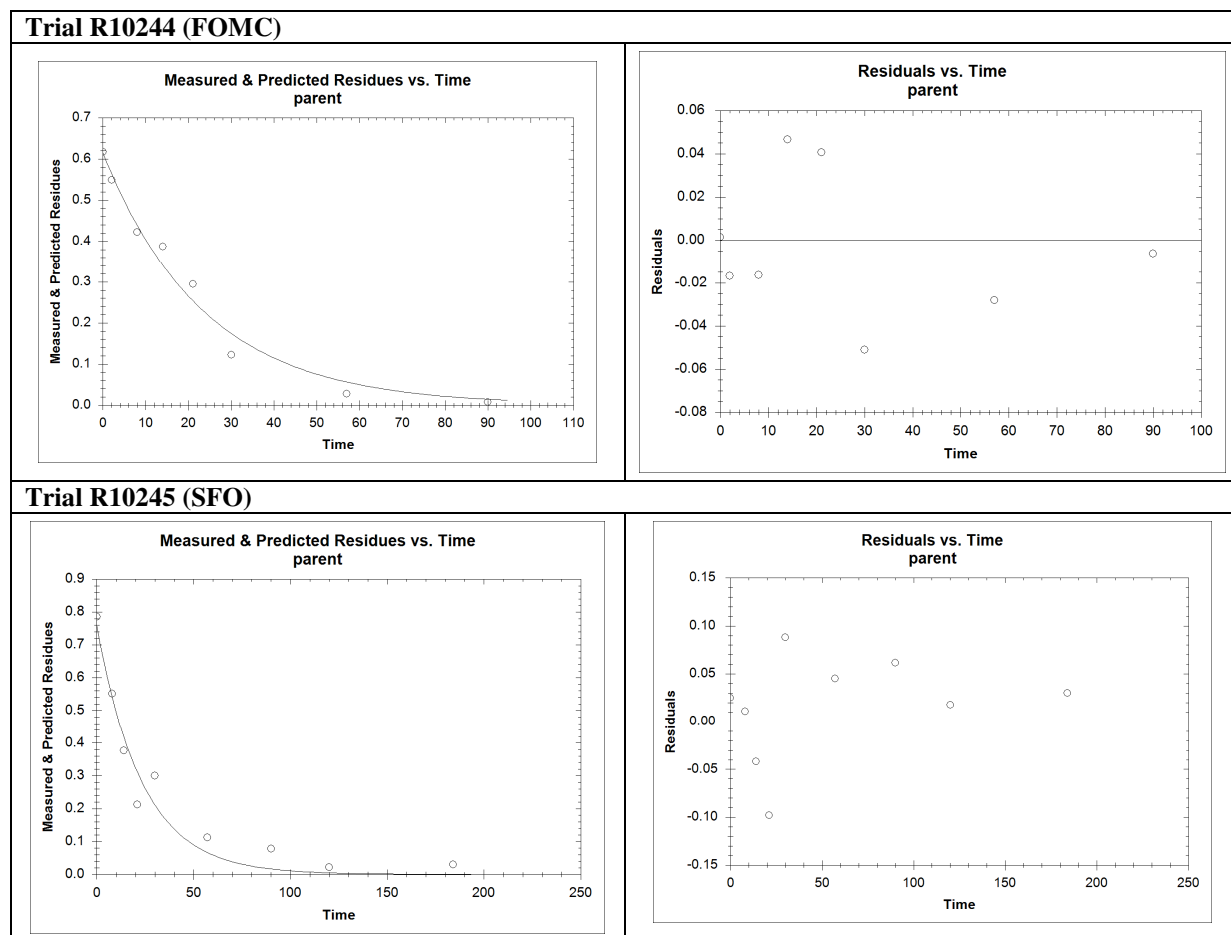 Trial R10244 (FOMC)
Measured & Predicted Residues vs. Time
parent
Measured & Predicted Residues
0.7
0.6
0.5
0.4
0.3
0.2
0.1
0.0
0 10 20 30 40 50 60 70 80 90 100 110
Time
Residuals vs. Time
parent
Residuals
0.06
0.04
0.02
0.00
-0.02
-0.04
-0.06
-0.08
0 10 20 30 40 50 60 70 80 90 100
Time
Trial R10245 (SFO)
Measured & Predicted Residues vs. Time
parent
Measured & Predicted Residues
0.9
0.8
0.7
0.6
0.5
0.4
0.3
0.2
0.1
0.0
0 50 100 150 200 250
Time
Residuals vs. Time
parent
Residuals
0.15
0.10
0.05
0.00
-0.05
-0.10
-0.15
0 50 100 150 200 250
Time